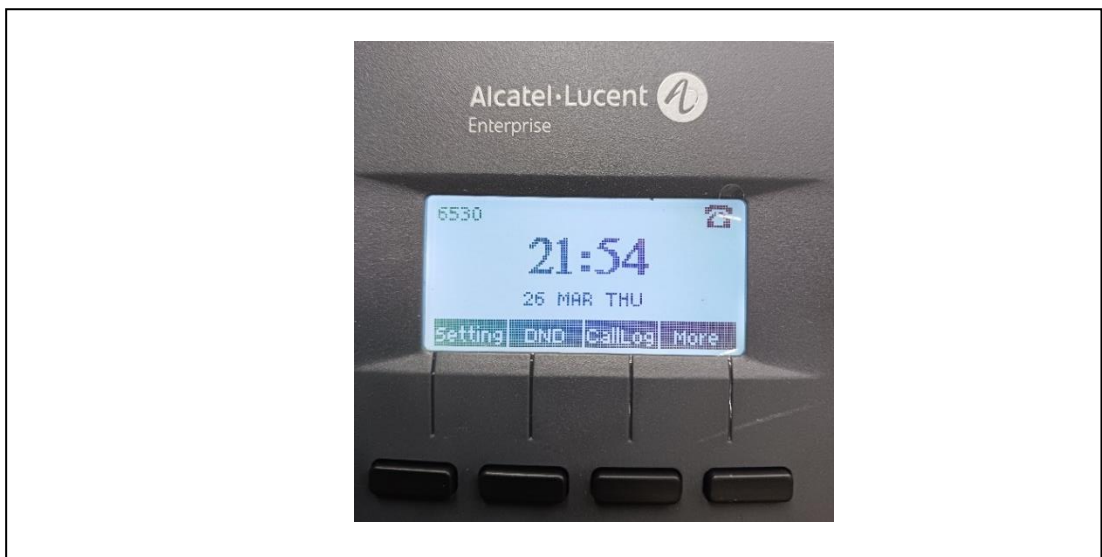 Alcatel·Lucent
Enterprise
6530
21:54
26 MAR THU
Setting DND CallLog More